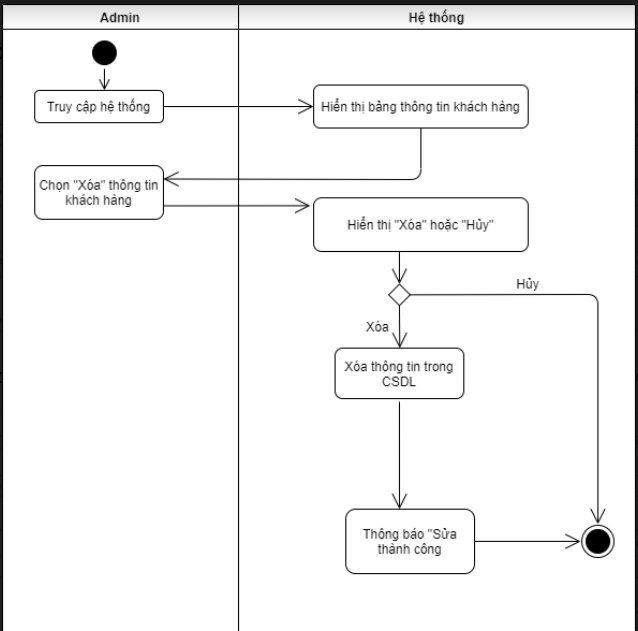 Admin
Hệ thống
Truy cập hệ thống
Hiển thị bảng thông tin khách hàng
Chọn "Xóa" thông tin
khách hàng
Hiển thị "Xóa" hoặc "Hủy"
Hủy
Xóa
Xóa thông tin trong
CSDL
Thông báo "Sửa
thành công